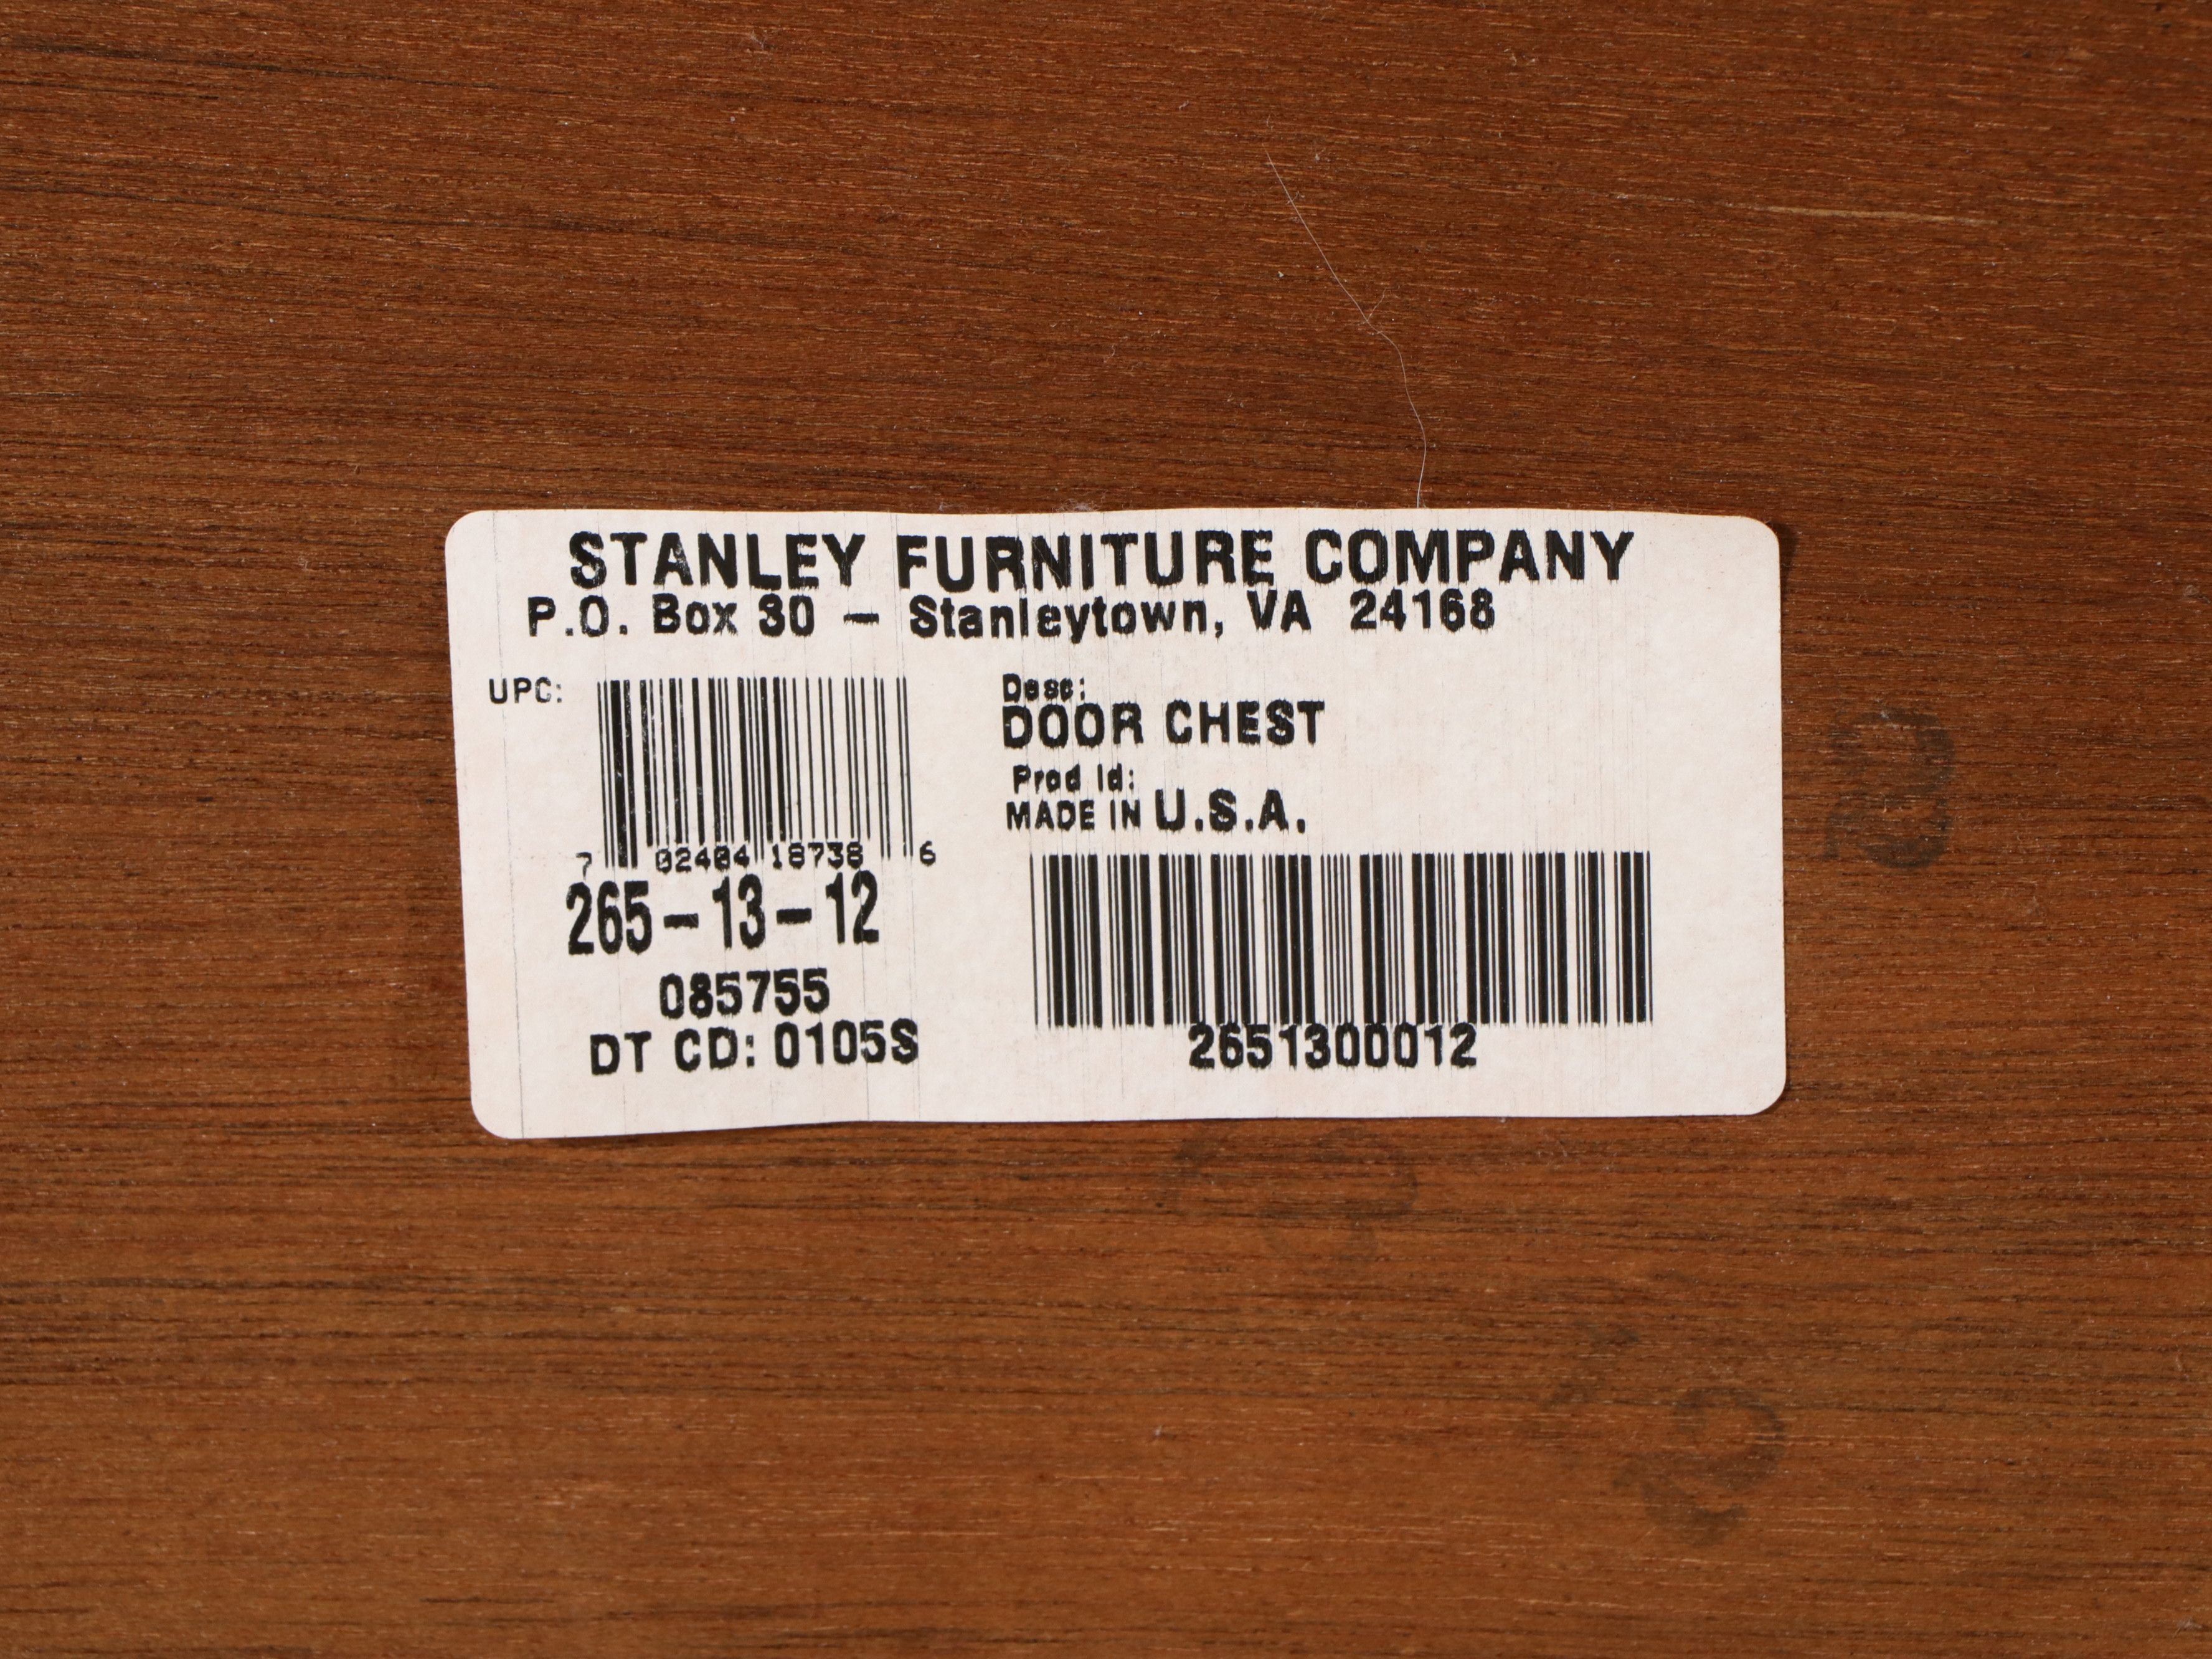 STANLEY FURNITURE COMPANY
P.O. Box 30 – Stanleytown, VA 24168
UPC:
7 02404 18738 6
265-13-12
085755
DT CD: 0105S
Desc:
DOOR CHEST
Prod Id:
MADE IN U.S.A.
2651300012